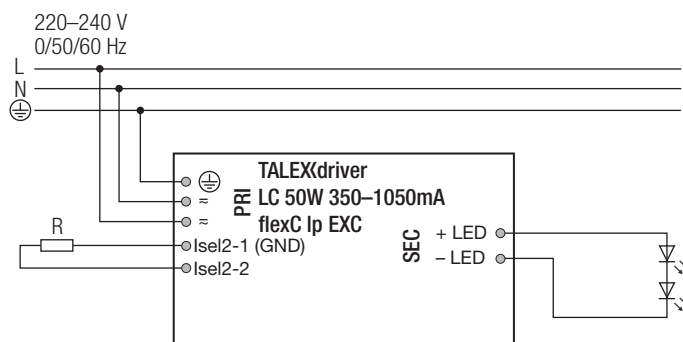 220–240 V
0/50/60 Hz
L
N
TALEXXdriver
LC 50W 350–1050mA
flexC lp EXC
PRI
≂
≂
R
Isel2-1 (GND)
Isel2-2
SEC
+ LED
– LED